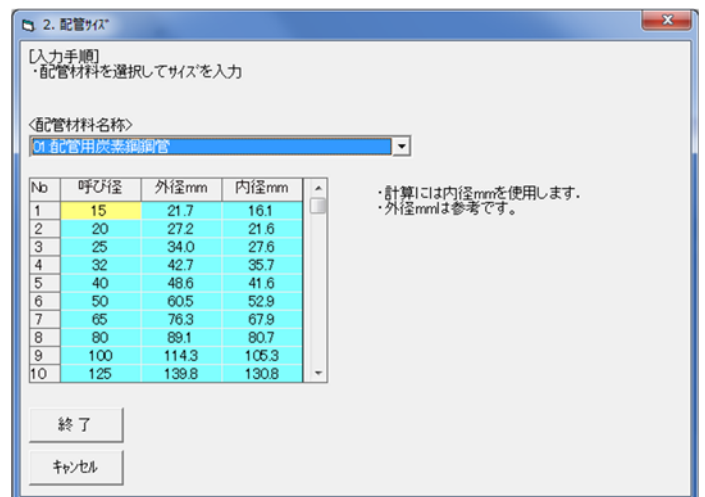 2. 配管ｻｲｽﾞ
[入力手順]
・配管材料を選択してｻｲｽﾞを入力
<配管材料名称>
01:配管用炭素鋼鋼管
No 呼び径 外径mm 内径mm
1 15 21.7 16.1
2 20 27.2 21.6
3 25 34.0 27.6
4 32 42.7 35.7
5 40 48.6 41.6
6 50 60.5 52.9
7 65 76.3 67.9
8 80 89.1 80.7
9 100 114.3 105.3
10 125 139.8 130.8
・計算には内径mmを使用します.
・外径mmは参考です。
終 了
ｷｬﾝｾﾙ